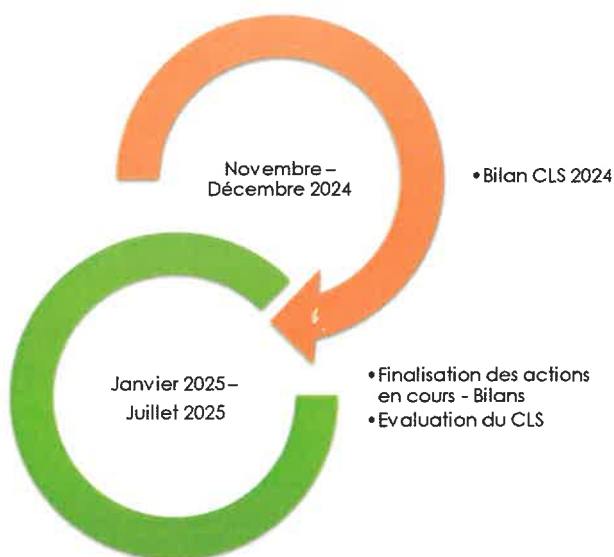 Novembre –
Décembre 2024
• Bilan CLS 2024
Janvier 2025 –
Juillet 2025
• Finalisation des actions
en cours - Bilans
• Evaluation du CLS